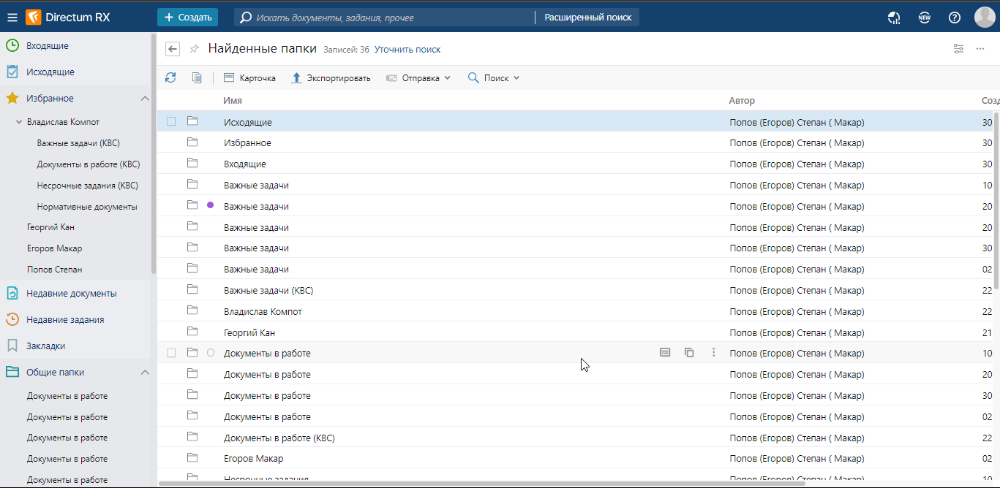 Directum RX
Создать
Искать документы, задания, прочее
Расширенный поиск
NEW
?
Входящие
Исходящие
Избранное
Владислав Компот
Важные задачи (КВС)
Документы в работе (КВС)
Несрочные задания (КВС)
Нормативные документы
Георгий Кан
Егоров Макар
Попов Степан
Недавние документы
Недавние задания
Закладки
Общие папки
Документы в работе
Документы в работе
Документы в работе
Документы в работе
Документы в работе
Найденные папки Записей: 36 Уточнить поиск
Карточка Экспортировать Отправка Поиск
Имя Автор Созд
Исходящие Попов (Егоров) Степан ( Макар) 30
Избранное Попов (Егоров) Степан ( Макар) 30
Входящие Попов (Егоров) Степан ( Макар) 30
Важные задачи Попов (Егоров) Степан ( Макар) 10
Важные задачи Попов (Егоров) Степан ( Макар) 20
Важные задачи Попов (Егоров) Степан ( Макар) 20
Важные задачи Попов (Егоров) Степан ( Макар) 30
Важные задачи Попов (Егоров) Степан ( Макар) 02
Важные задачи (КВС) Попов (Егоров) Степан ( Макар) 22
Владислав Компот Попов (Егоров) Степан ( Макар) 22
Георгий Кан Попов (Егоров) Степан ( Макар) 21
Документы в работе Попов (Егоров) Степан ( Макар) 10
Документы в работе Попов (Егоров) Степан ( Макар) 20
Документы в работе Попов (Егоров) Степан ( Макар) 30
Документы в работе Попов (Егоров) Степан ( Макар) 02
Документы в работе (КВС) Попов (Егоров) Степан ( Макар) 22
Егоров Макар Попов (Егоров) Степан ( Макар) 02
Несрочные задания Попов (Егоров) Степан ( Макар) 10